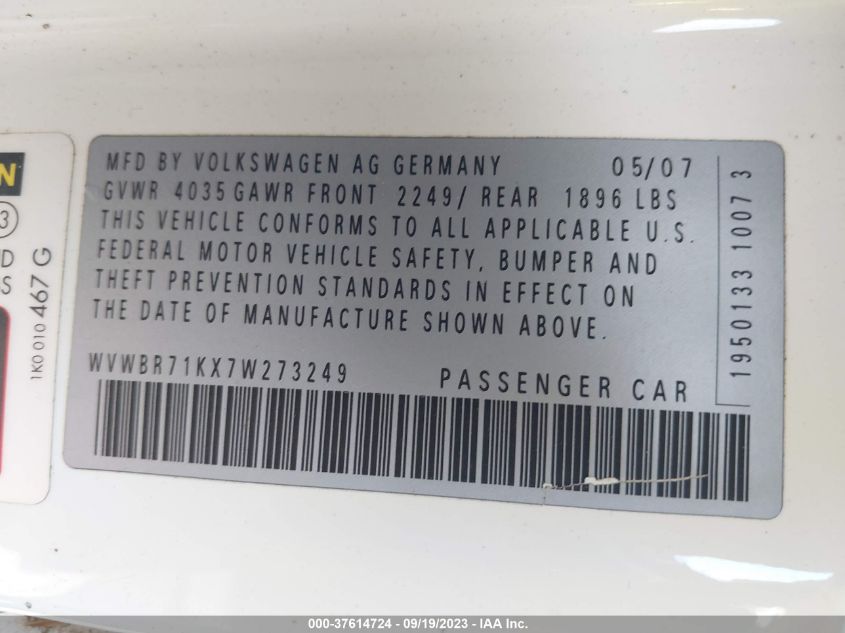 MFD BY VOLKSWAGEN AG GERMANY 05/07
GVWR 4035 GAWR FRONT 2249/ REAR 1896 LBS
THIS VEHICLE CONFORMS TO ALL APPLICABLE U.S.
FEDERAL MOTOR VEHICLE SAFETY, BUMPER AND
THEFT PREVENTION STANDARDS IN EFFECT ON
THE DATE OF MANUFACTURE SHOWN ABOVE.
WVWBR71KX7W273249 PASSENGER CAR
1950133 1007 3
N
3
D
S
1K0 010 467 G
000-37614724 - 09/19/2023 - IAA Inc.